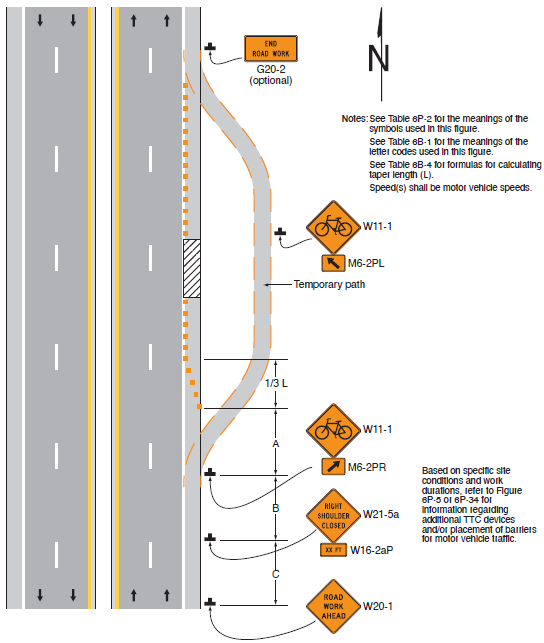 END
ROAD WORK
G20-2
(optional)
N
Notes: See Table 6P-2 for the meanings of the
symbols used in this figure.
See Table 6B-1 for the meanings of the
letter codes used in this figure.
See Table 6B-4 for formulas for calculating
taper length (L).
Speed(s) shall be motor vehicle speeds.
W11-1
M6-2PL
Temporary path
1/3 L
A
W11-1
M6-2PR
B
RIGHT
SHOULDER
CLOSED
W21-5a
XX FT
W16-2aP
Based on specific site
conditions and work
durations, refer to Figure
6P-5 or 6P-34 for
information regarding
additional TTC devices
and/or placement of barriers
for motor vehicle traffic.
C
ROAD
WORK
AHEAD
W20-1